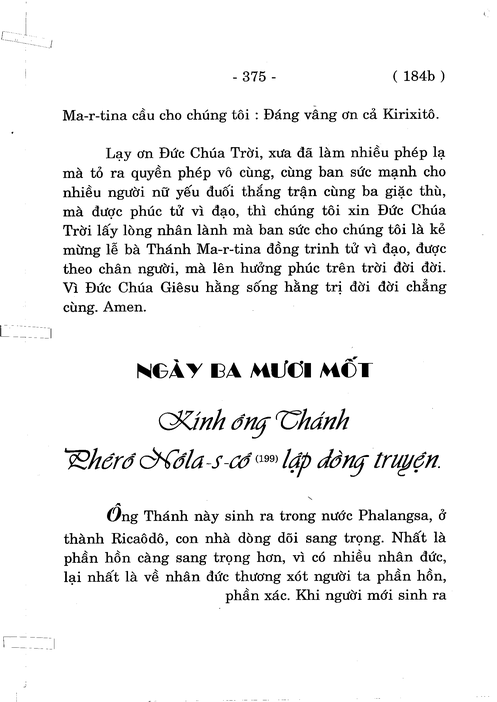 - 375 - ( 184b )
Ma-r-tina cầu cho chúng tôi : Đáng vâng ơn cả Kirixitô.
Lạy ơn Đức Chúa Trời, xưa đã làm nhiều phép lạ
mà tỏ ra quyền phép vô cùng, cùng ban sức mạnh cho
nhiều người nữ yếu đuối thắng trận cùng ba giặc thù,
mà được phúc tử vì đạo, thì chúng tôi xin Đức Chúa
Trời lấy lòng nhân lành mà ban sức cho chúng tôi là kẻ
mừng lễ bà Thánh Ma-r-tina đồng trinh tử vì đạo, được
theo chân người, mà lên hưởng phúc trên trời đời đời.
Vì Đức Chúa Giêsu hằng sống hằng trị đời đời chẳng
cùng. Amen.
NGÀY BA MƯƠI MỐT
Kính ông Thánh
Phêrô Nôla-s-cô (199) lập dòng truyện.
Ông Thánh này sinh ra trong nước Phalangsa, ở
thành Ricaôdô, con nhà dòng dõi sang trọng. Nhất là
phần hồn càng sang trọng hơn, vì có nhiều nhân đức,
lại nhất là về nhân đức thương xót người ta phần hồn,
phần xác. Khi người mới sinh ra